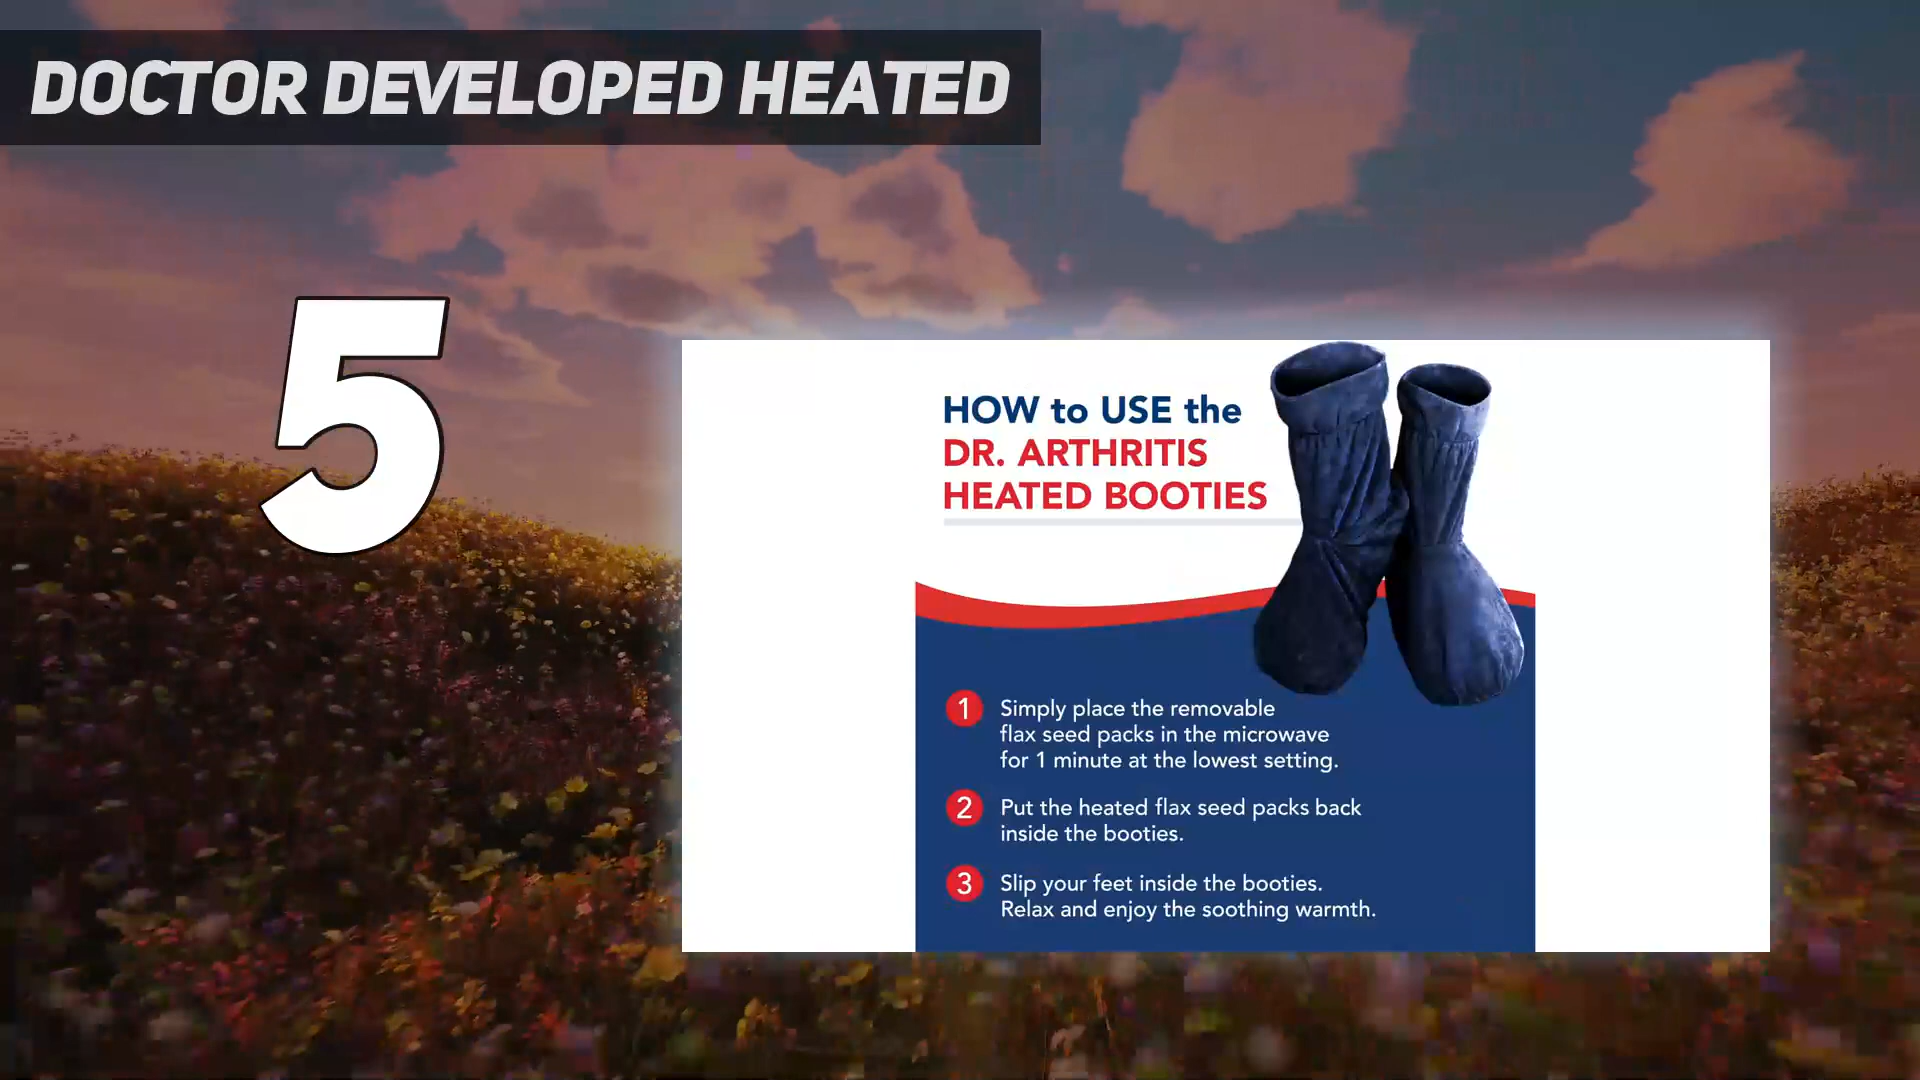 DOCTOR DEVELOPED HEATED
5
HOW to USE the
DR. ARTHRITIS
HEATED BOOTIES
1 Simply place the removable
flax seed packs in the microwave
for 1 minute at the lowest setting.
2 Put the heated flax seed packs back
inside the booties.
3 Slip your feet inside the booties.
Relax and enjoy the soothing warmth.